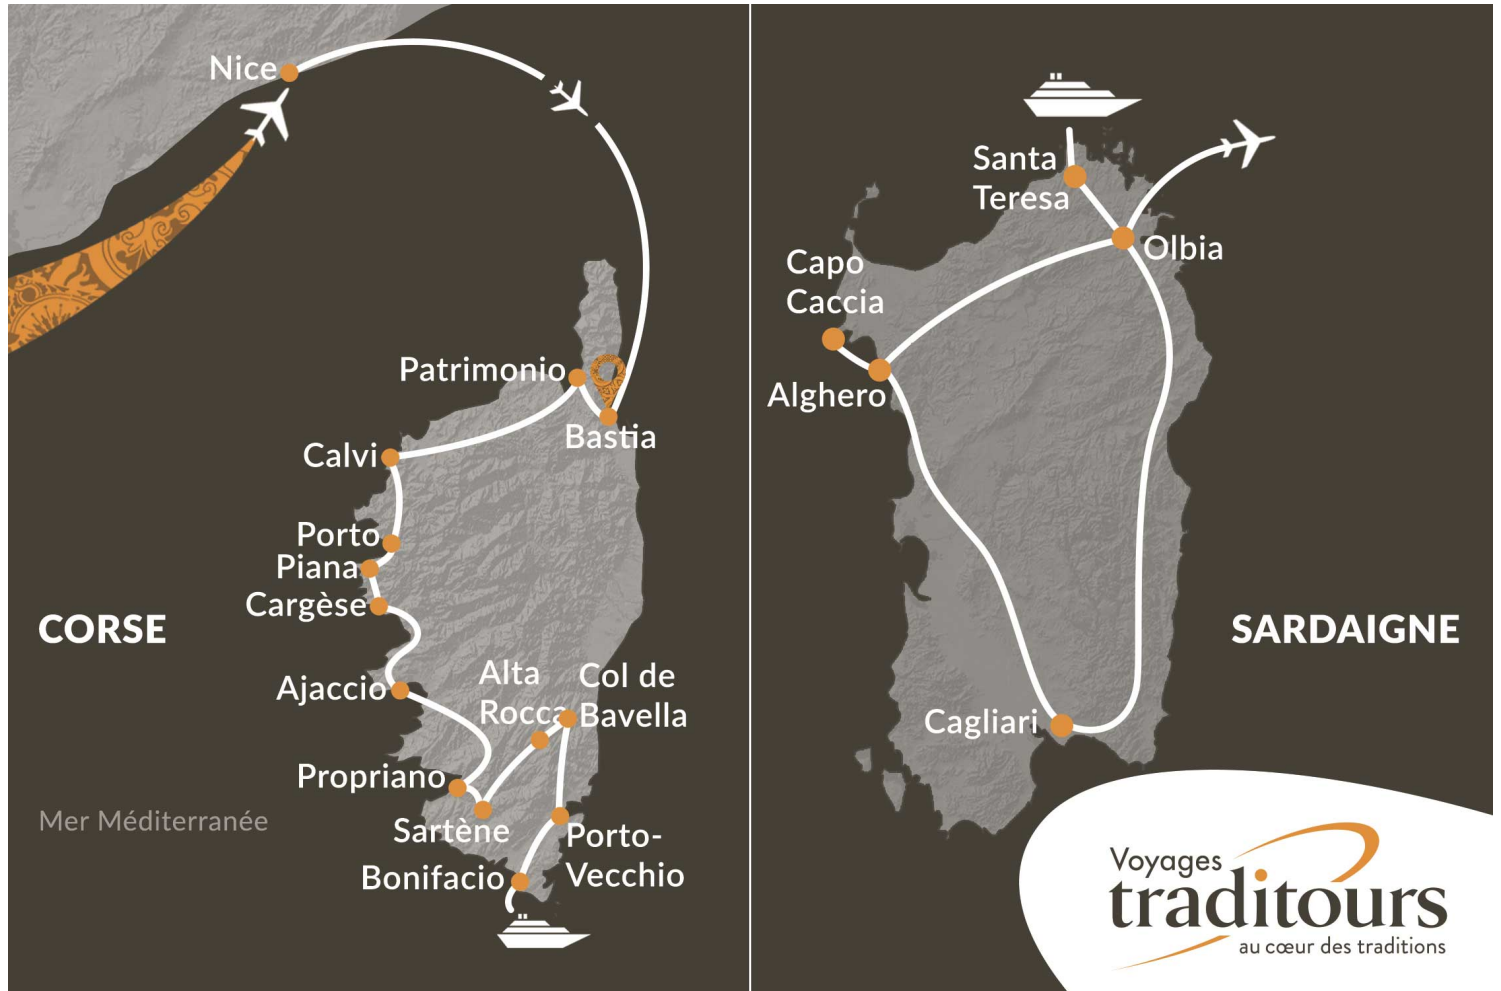 Nice
Patrimonio
Bastia
Calvi
Porto
Piana
Cargèse
CORSE
Ajaccio
Alta
Rocca
Col de
Bavella
Propriano
Mer Méditerranée
Sartène
Porto-
Vecchio
Bonifacio
Santa
Teresa
Olbia
Capo
Caccia
Alghero
SARDAIGNE
Cagliari
Voyages
traditours
au cœur des traditions